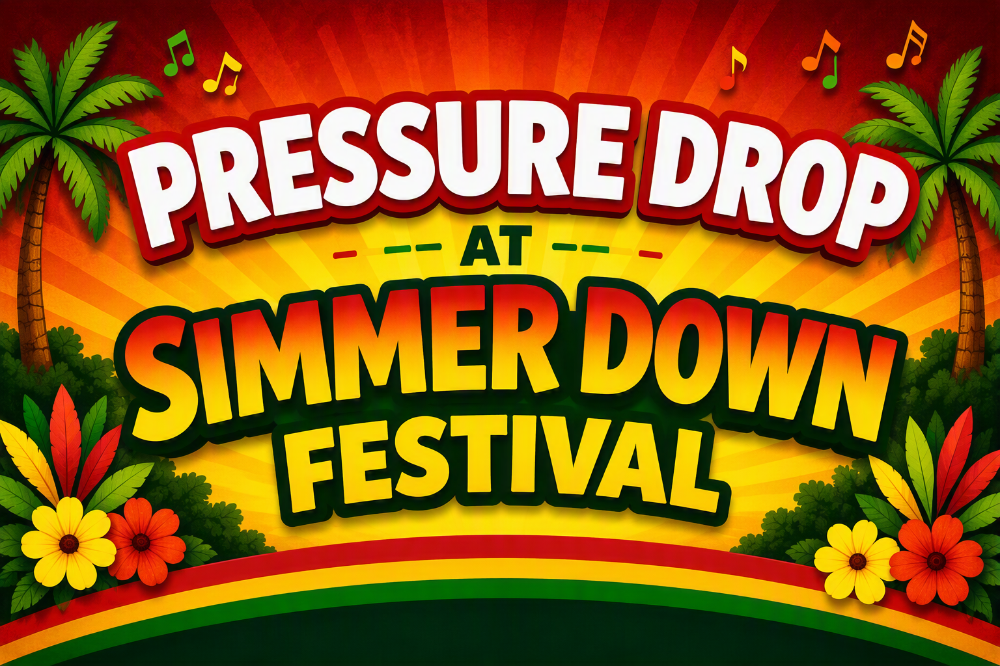 PRESSURE DROP
AT
SIMMER DOWN
FESTIVAL